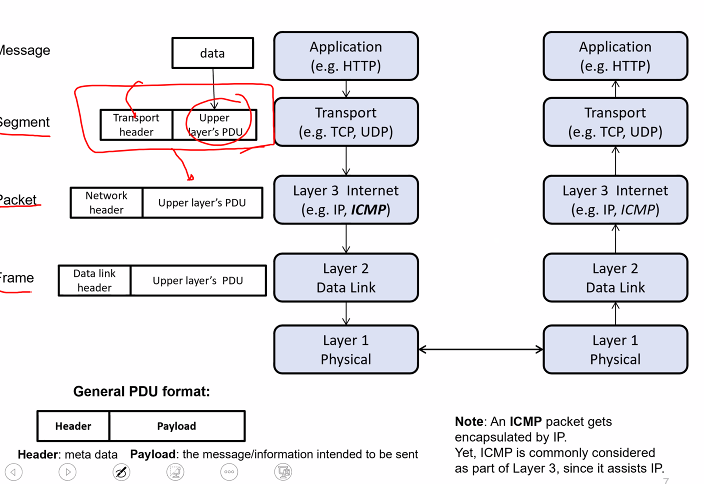 Message
data
Application
(e.g. HTTP)
Application
(e.g. HTTP)
Segment
Transport
header
Upper
layer's PDU
Transport
(e.g. TCP, UDP)
Transport
(e.g. TCP, UDP)
Packet
Network
header
Upper layer's PDU
Layer 3 Internet
(e.g. IP, ICMP)
Layer 3 Internet
(e.g. IP, ICMP)
Frame
Data link
header
Upper layer's PDU
Layer 2
Data Link
Layer 2
Data Link
Layer 1
Physical
Layer 1
Physical
General PDU format:
Header
Payload
Header: meta data Payload: the message/information intended to be sent
Note: An ICMP packet gets
encapsulated by IP.
Yet, ICMP is commonly considered
as part of Layer 3, since it assists IP.
7